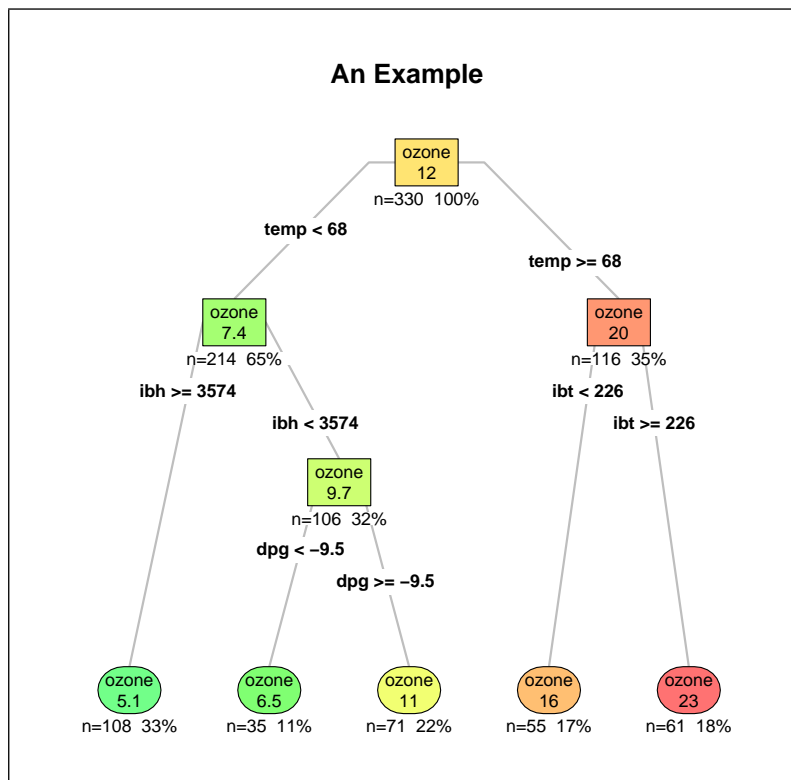 An Example
ozone
12
n=330 100%
temp < 68
temp >= 68
ozone
7.4
n=214 65%
ozone
20
n=116 35%
ibh >= 3574
ibh < 3574
ibt < 226
ibt >= 226
ozone
9.7
n=106 32%
dpg < −9.5
dpg >= −9.5
ozone
5.1
n=108 33%
ozone
6.5
n=35 11%
ozone
11
n=71 22%
ozone
16
n=55 17%
ozone
23
n=61 18%